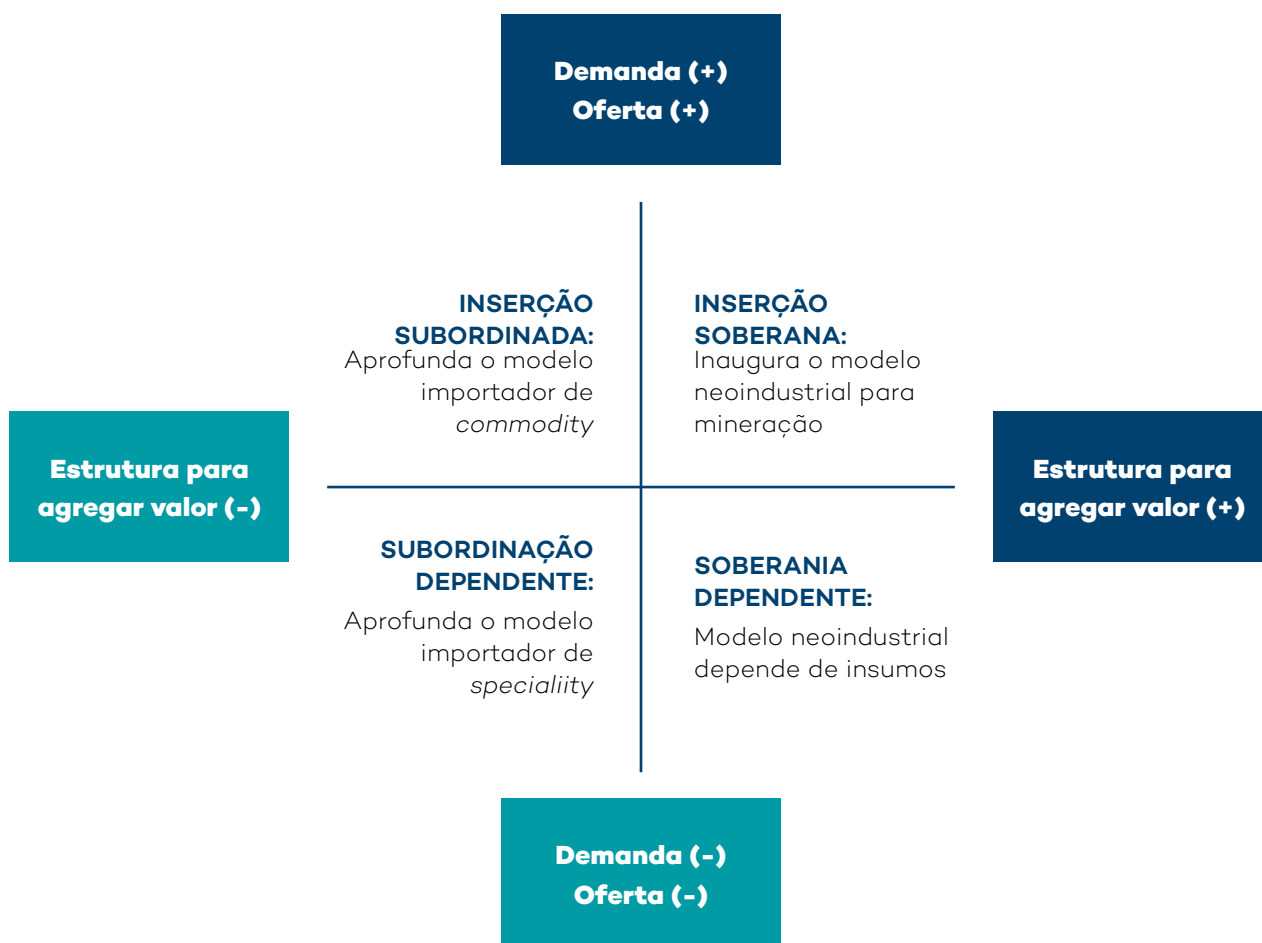 Demanda (+)
Oferta (+)
INSERÇÃO
SUBORDINADA:
Aprofunda o modelo
importador de
commodity
INSERÇÃO
SOBERANA:
Inaugura o modelo
neoindustrial para
mineração
Estrutura para
agregar valor (-)
Estrutura para
agregar valor (+)
SUBORDINAÇÃO
DEPENDENTE:
Aprofunda o modelo
importador de
specialiity
SOBERANIA
DEPENDENTE:
Modelo neoindustrial
depende de insumos
Demanda (-)
Oferta (-)